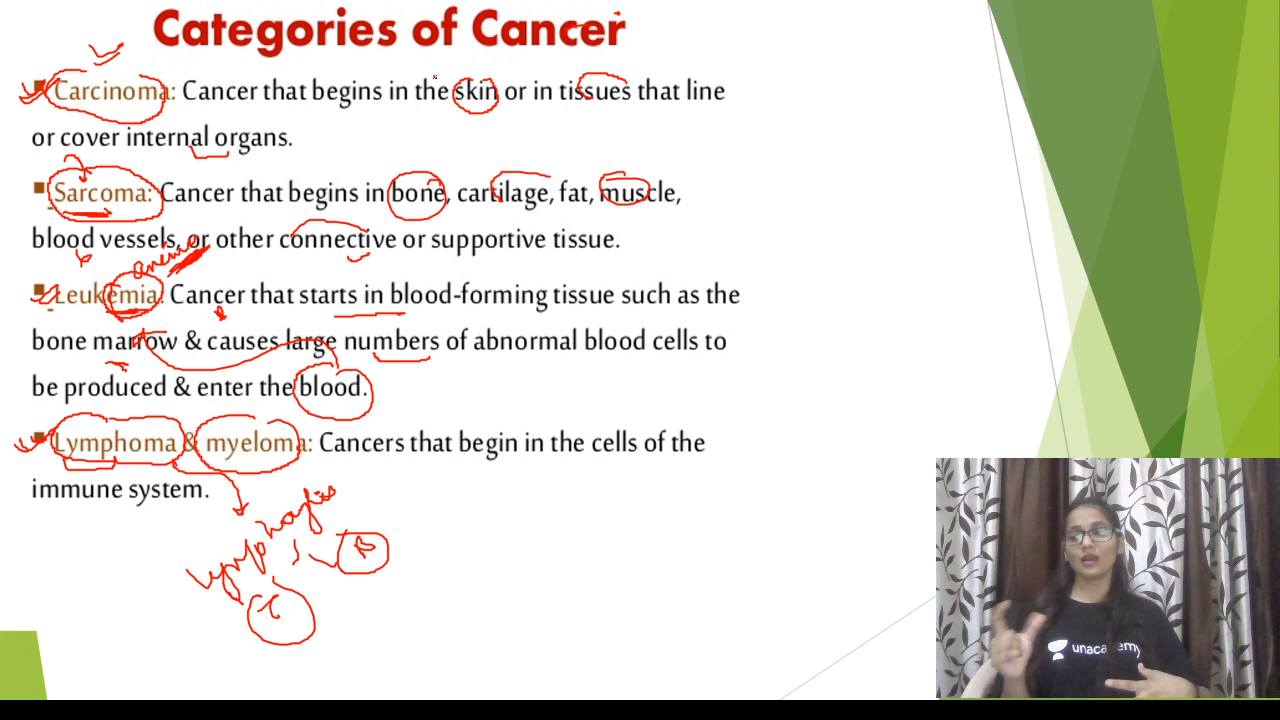 Categories of Cancer
Carcinoma: Cancer that begins in the skin or in tissues that line
or cover internal organs.
Sarcoma: Cancer that begins in bone, cartilage, fat, muscle,
blood vessels, or other connective or supportive tissue.
Leukemia: Cancer that starts in blood-forming tissue such as the
bone marrow & causes large numbers of abnormal blood cells to
be produced & enter the blood.
Lymphoma & myeloma: Cancers that begin in the cells of the
immune system.
B
unacademy